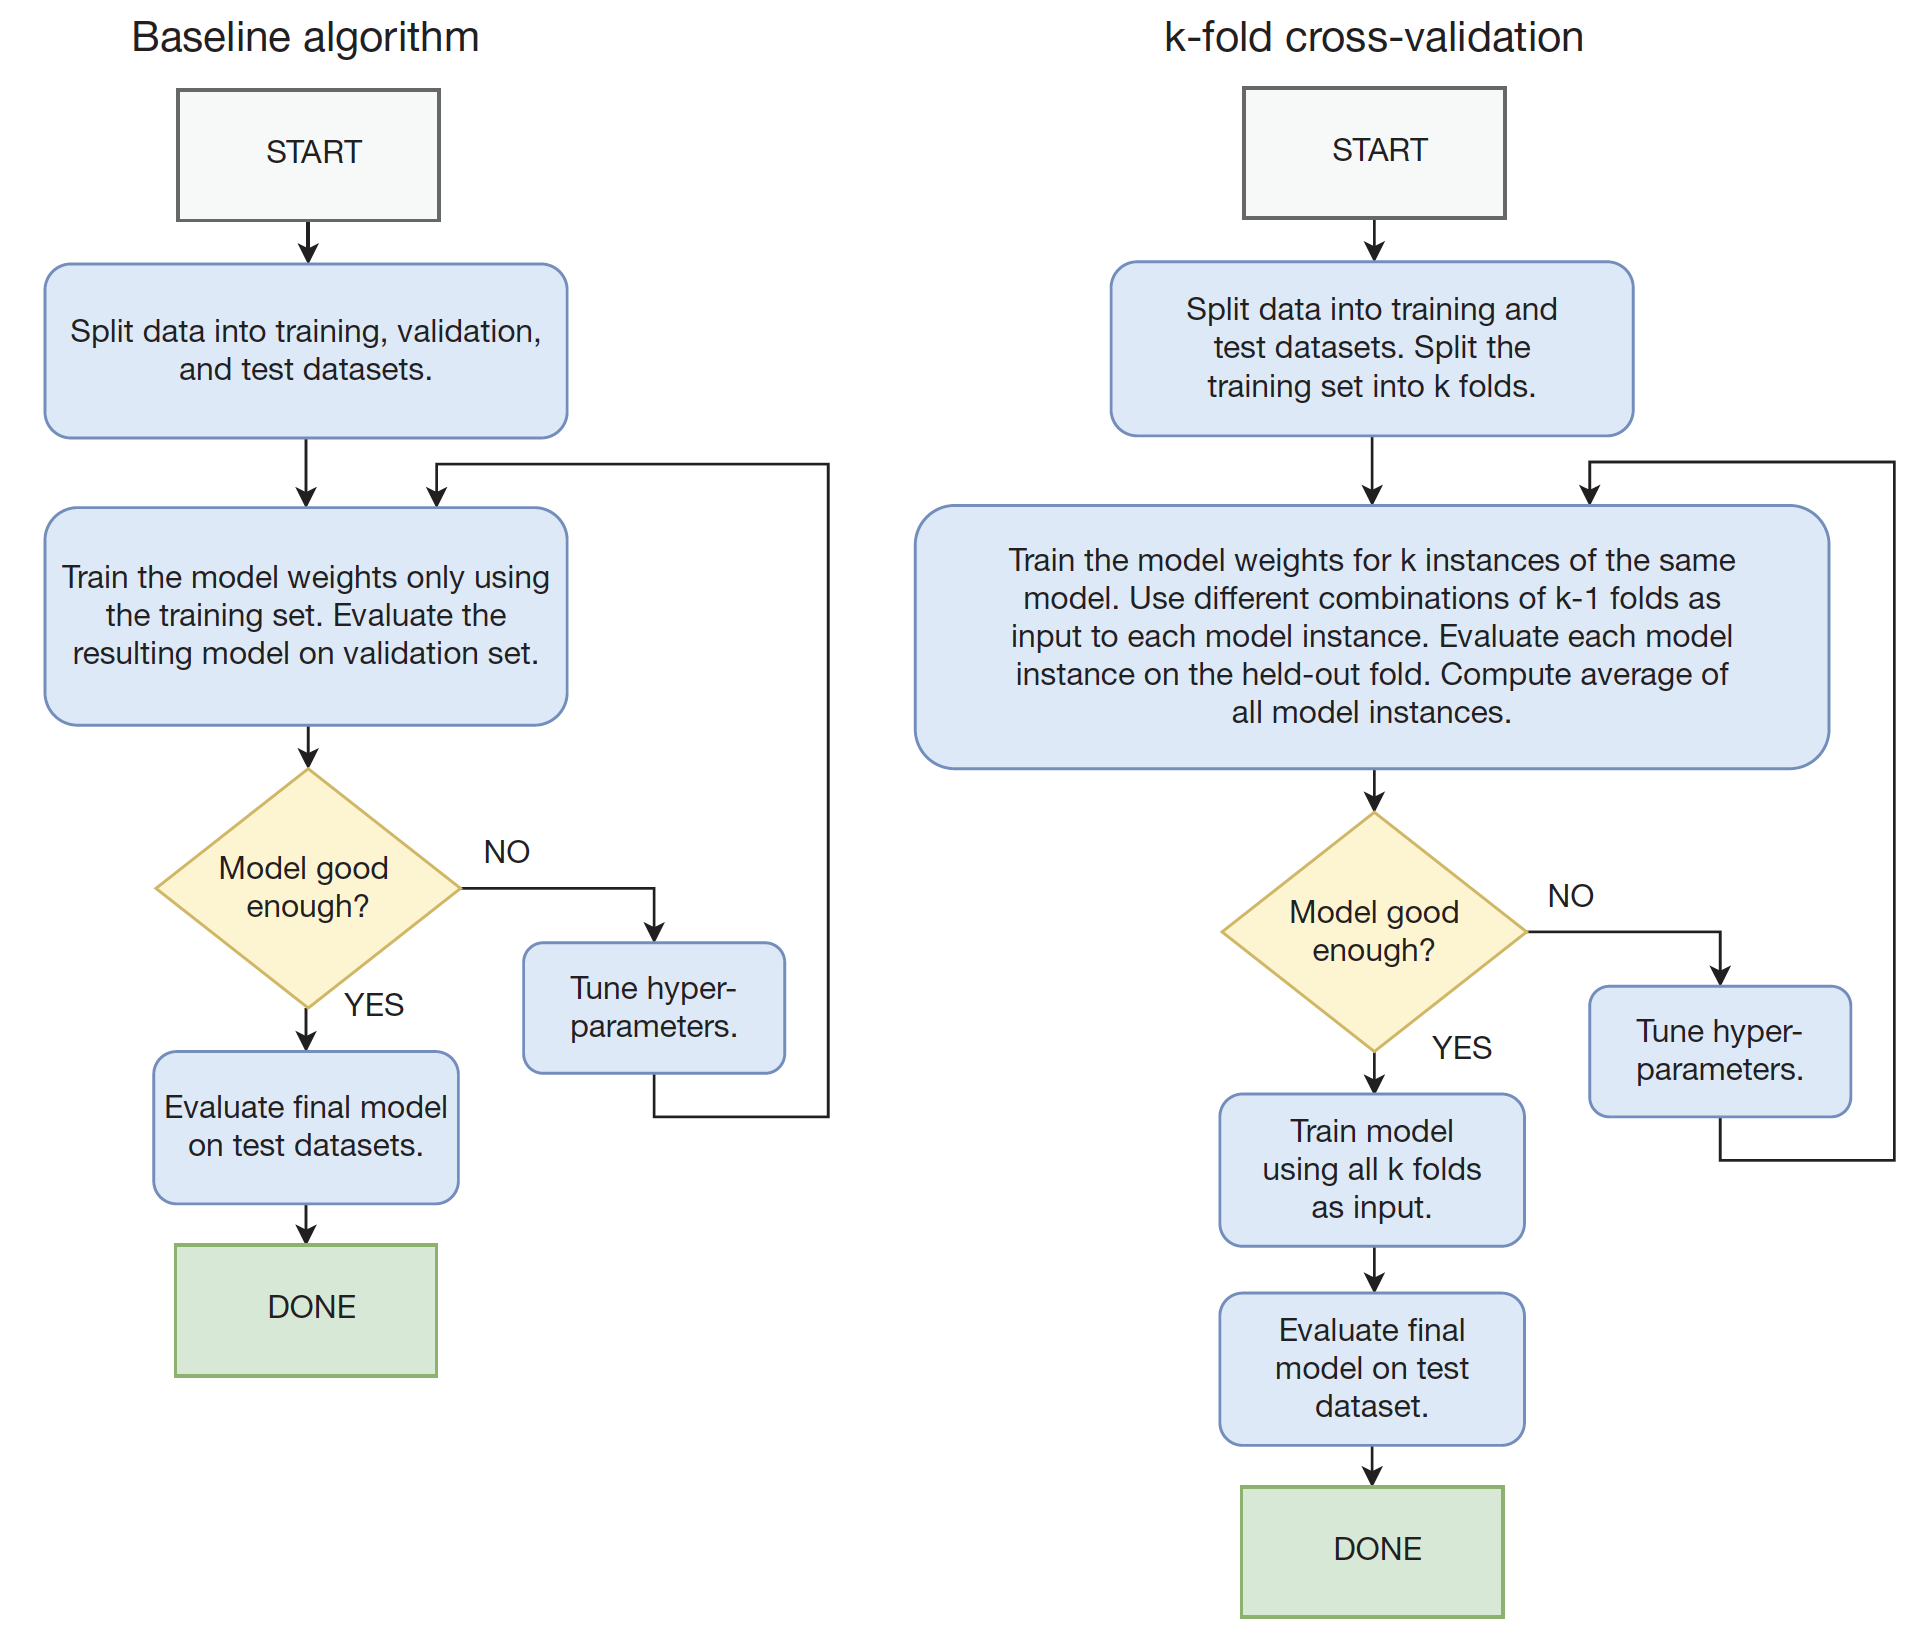 Baseline algorithm
START
Split data into training, validation,
and test datasets.
Train the model weights only using
the training set. Evaluate the
resulting model on validation set.
Model good
enough?
NO
YES
Tune hyper-
parameters.
Evaluate final model
on test datasets.
DONE
k-fold cross-validation
START
Split data into training and
test datasets. Split the
training set into k folds.
Train the model weights for k instances of the same
model. Use different combinations of k-1 folds as
input to each model instance. Evaluate each model
instance on the held-out fold. Compute average of
all model instances.
Model good
enough?
NO
YES
Tune hyper-
parameters.
Train model
using all k folds
as input.
Evaluate final
model on test
dataset.
DONE